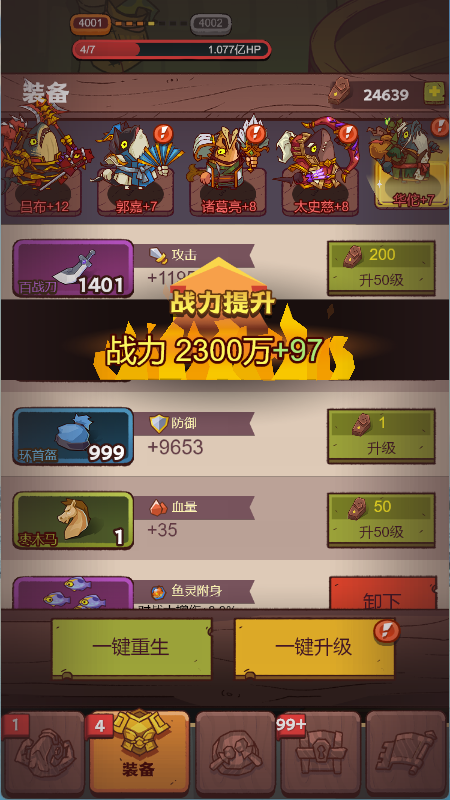 4001
4002
4/7
1.077亿HP
装备
24639
吕布+12
郭嘉+7
诸葛亮+8
太史慈+8
华佗+7
百战刀
1401
攻击
200
升50级
战力提升
战力 2300万+97
环首盔
999
防御
+9653
1
升级
枣木马
1
血量
+35
50
升50级
鱼灵附身
卸下
一键重生
一键升级
1
4
装备
99+